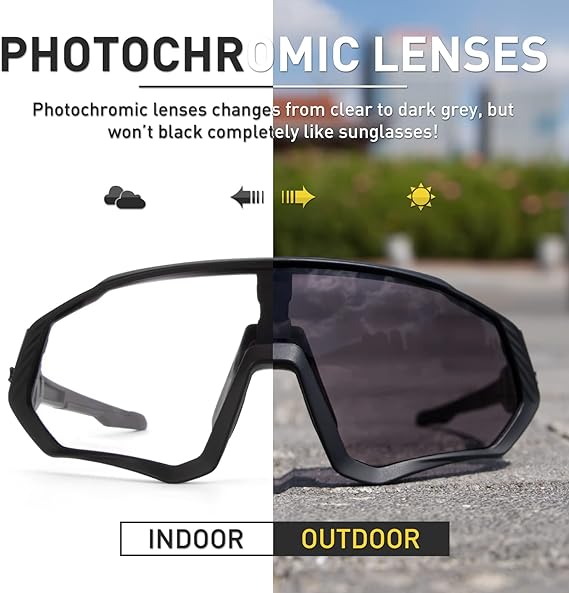 PHOTOCHROMIC LENSES
Photochromic lenses changes from clear to dark grey, but
won't black completely like sunglasses!
INDOOR OUTDOOR